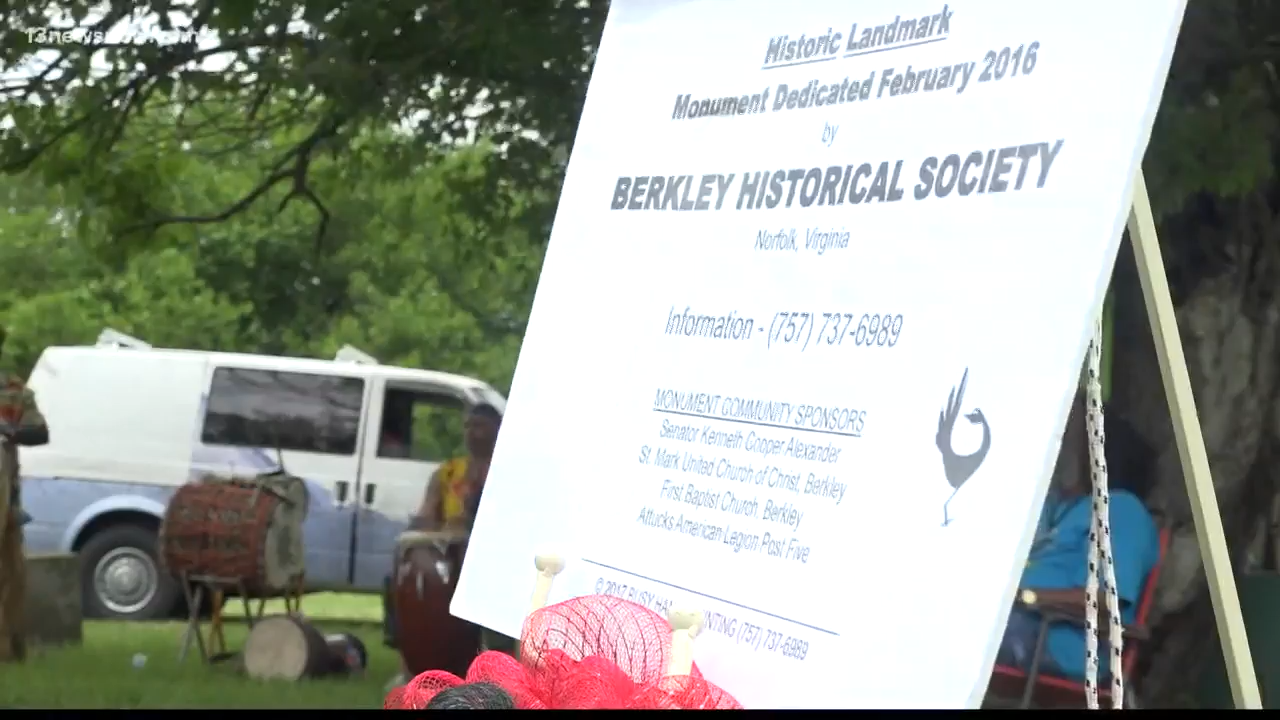 Historic Landmark
Monument Dedicated February 2016
by
BERKLEY HISTORICAL SOCIETY
Norfolk, Virginia
Information - (757) 737-6989
MONUMENT COMMUNITY SPONSORS
Senator Kenneth Cooper Alexander
St. Mark United Church of Christ, Berkley
First Baptist Church, Berkley
Attucks American Legion Post Five
© 2017 BUSY (757) 737-6989